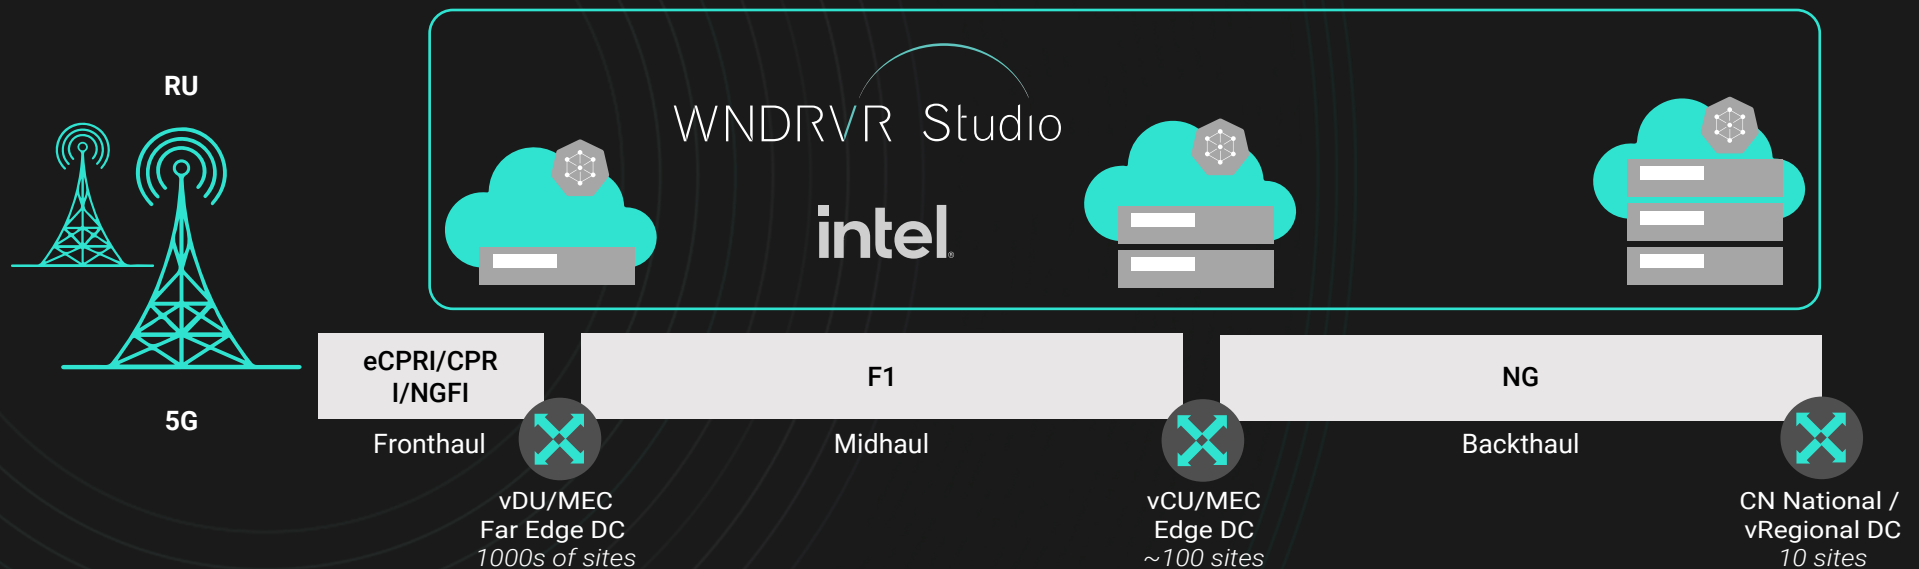 RU
WNDRVR Studio
intel®
5G
eCPRI/CPR
I/NGFI
F1
NG
Fronthaul
Midhaul
Backthaul
vDU/MEC
Far Edge DC
1000s of sites
vCU/MEC
Edge DC
~100 sites
CN National /
vRegional DC
10 sites